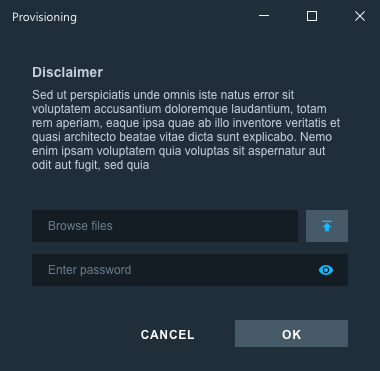 Provisioning
Disclaimer
Sed ut perspiciatis unde omnis iste natus error sit
voluptatem accusantium doloremque laudantium, totam
rem aperiam, eaque ipsa quae ab illo inventore veritatis et
quasi architecto beatae vitae dicta sunt explicabo. Nemo
enim ipsam voluptatem quia voluptas sit aspernatur aut
odit aut fugit, sed quia
Browse files
Enter password
CANCEL OK